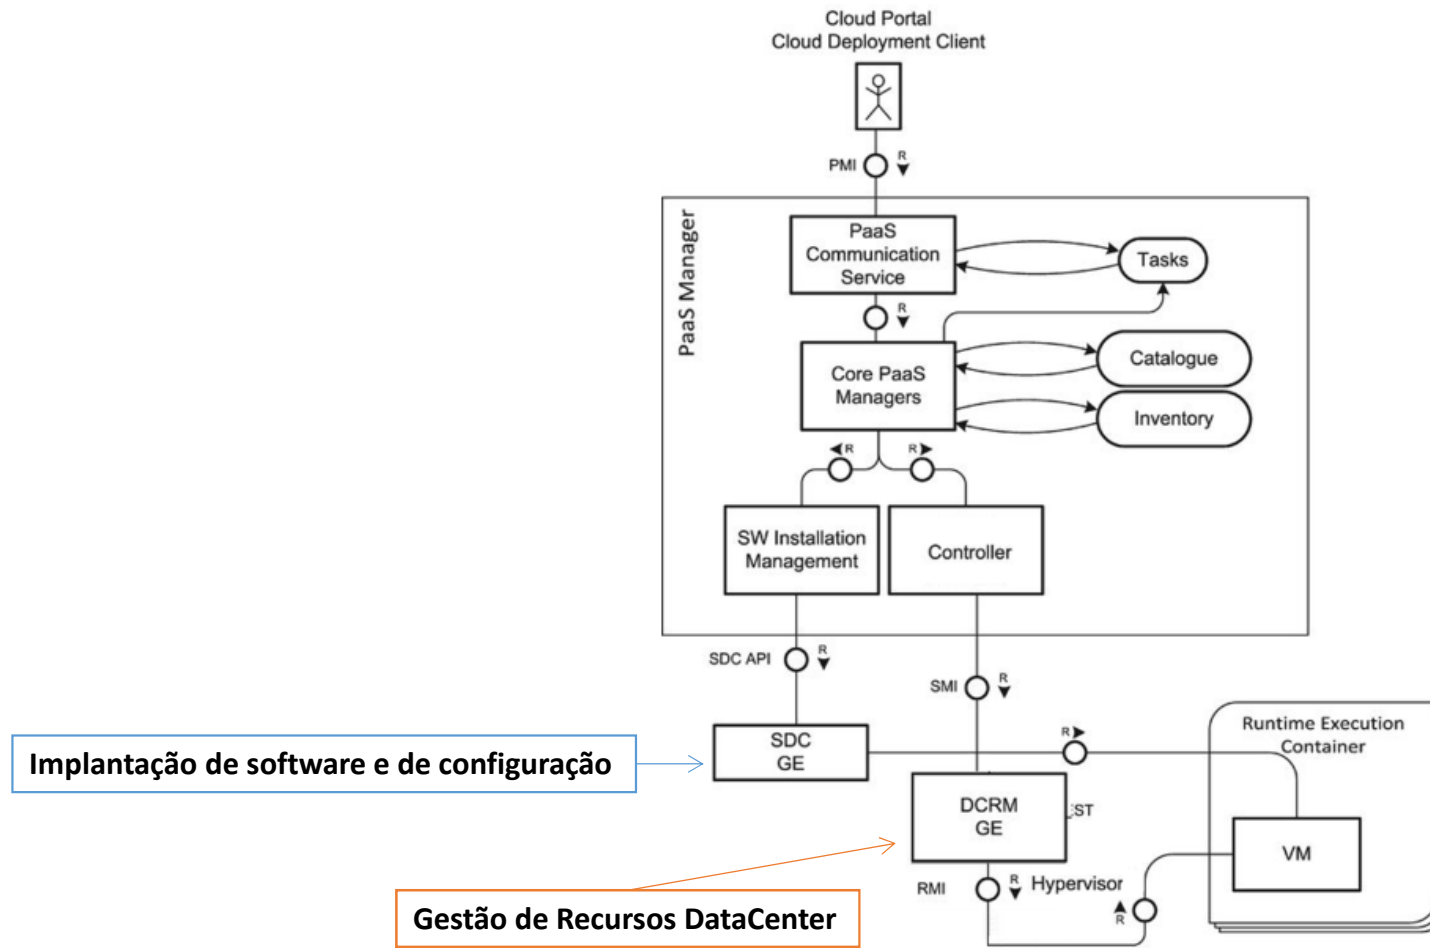 Cloud Portal
Cloud Deployment Client
PMI
R
PaaS Manager
PaaS
Communication
Service
Tasks
R
Core PaaS
Managers
Catalogue
Inventory
R
R
SW Installation
Management
Controller
SDC API
R
SMI
R
Runtime Execution
Container
R
SDC
GE
Implantação de software e de configuração
DCRM
GE
ST
VM
RMI
R
Hypervisor
R
Gestão de Recursos DataCenter